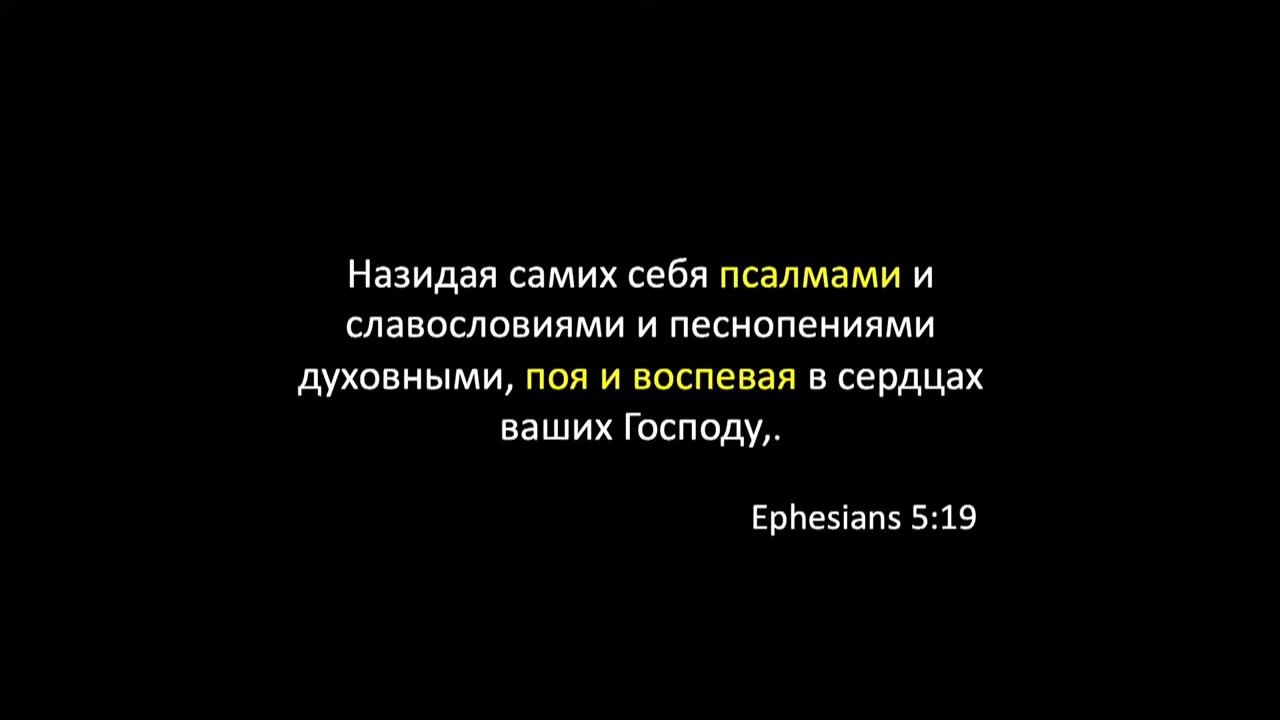 Назидая самих себя псалмами и
славословиями и песнопениями
духовными, поя и воспевая в сердцах
ваших Господу,.
Ephesians 5:19